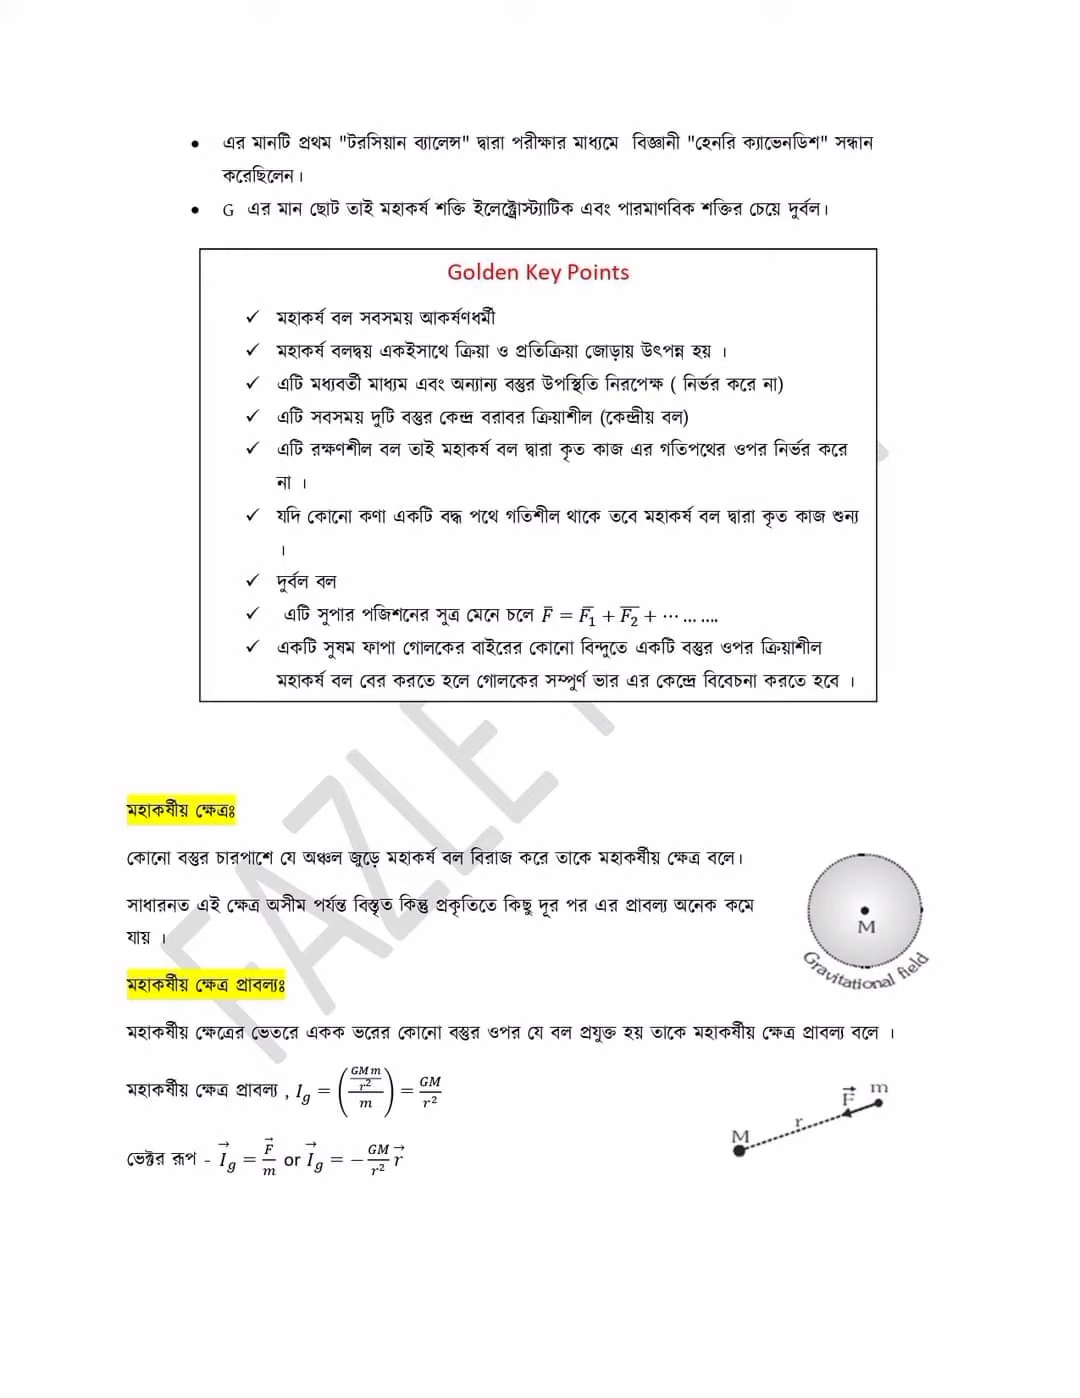 • এর মানটি প্রথম "টরসিয়ান ব্যালেন্স" দ্বারা পরীক্ষার মাধ্যমে বিজ্ঞানী "হেনরি ক্যাভেনডিশ" সন্ধান
করেছিলেন।
• G এর মান ছোট তাই মহাকর্ষ শক্তি ইলেক্ট্রোস্ট্যাটিক এবং পারমাণবিক শক্তির চেয়ে দুর্বল।
Golden Key Points
✓ মহাকর্ষ বল সবসময় আকর্ষণধর্মী
✓ মহাকর্ষ বলদ্বয় একইসাথে ক্রিয়া ও প্রতিক্রিয়া জোড়ায় উৎপন্ন হয় ।
✓ এটি মধ্যবর্তী মাধ্যম এবং অন্যান্য বস্তুর উপস্থিতি নিরপেক্ষ ( নির্ভর করে না)
✓ এটি সবসময় দুটি বস্তুর কেন্দ্র বরাবর ক্রিয়াশীল (কেন্দ্রীয় বল)
✓ এটি রক্ষণশীল বল তাই মহাকর্ষ বল দ্বারা কৃত কাজ এর গতিপথের ওপর নির্ভর করে
না ।
✓ যদি কোনো কণা একটি বদ্ধ পথে গতিশীল থাকে তবে মহাকর্ষ বল দ্বারা কৃত কাজ শুন্য
।
✓ দুর্বল বল
✓ এটি সুপার পজিশনের সুত্র মেনে চলে F̅ = F̅₁ + F̅₂ + ⋯ … ….
✓ একটি সুষম ফাপা গোলকের বাইরের কোনো বিন্দুতে একটি বস্তুর ওপর ক্রিয়াশীল
মহাকর্ষ বল বের করতে হলে গোলকের সম্পুর্ণ ভার এর কেন্দ্রে বিবেচনা করতে হবে ।
FAZLE
মহাকর্ষীয় ক্ষেত্রঃ
কোনো বস্তুর চারপাশে যে অঞ্চল জুড়ে মহাকর্ষ বল বিরাজ করে তাকে মহাকর্ষীয় ক্ষেত্র বলে।
সাধারনত এই ক্ষেত্র অসীম পর্যন্ত বিস্তৃত কিন্তু প্রকৃতিতে কিছু দূর পর এর প্রাবল্য অনেক কমে
যায় ।
M
Gravitational field
মহাকর্ষীয় ক্ষেত্র প্রাবল্যঃ
মহাকর্ষীয় ক্ষেত্রের ভেতরে একক ভরের কোনো বস্তুর ওপর যে বল প্রযুক্ত হয় তাকে মহাকর্ষীয় ক্ষেত্র প্রাবল্য বলে ।
মহাকর্ষীয় ক্ষেত্র প্রাবল্য , I_g = ((GMm/r²)/m) = GM/r²
ভেক্টর রূপ - I⃗_g = F⃗/m or I⃗_g = − GM/r² r⃗
M r F⃗ m